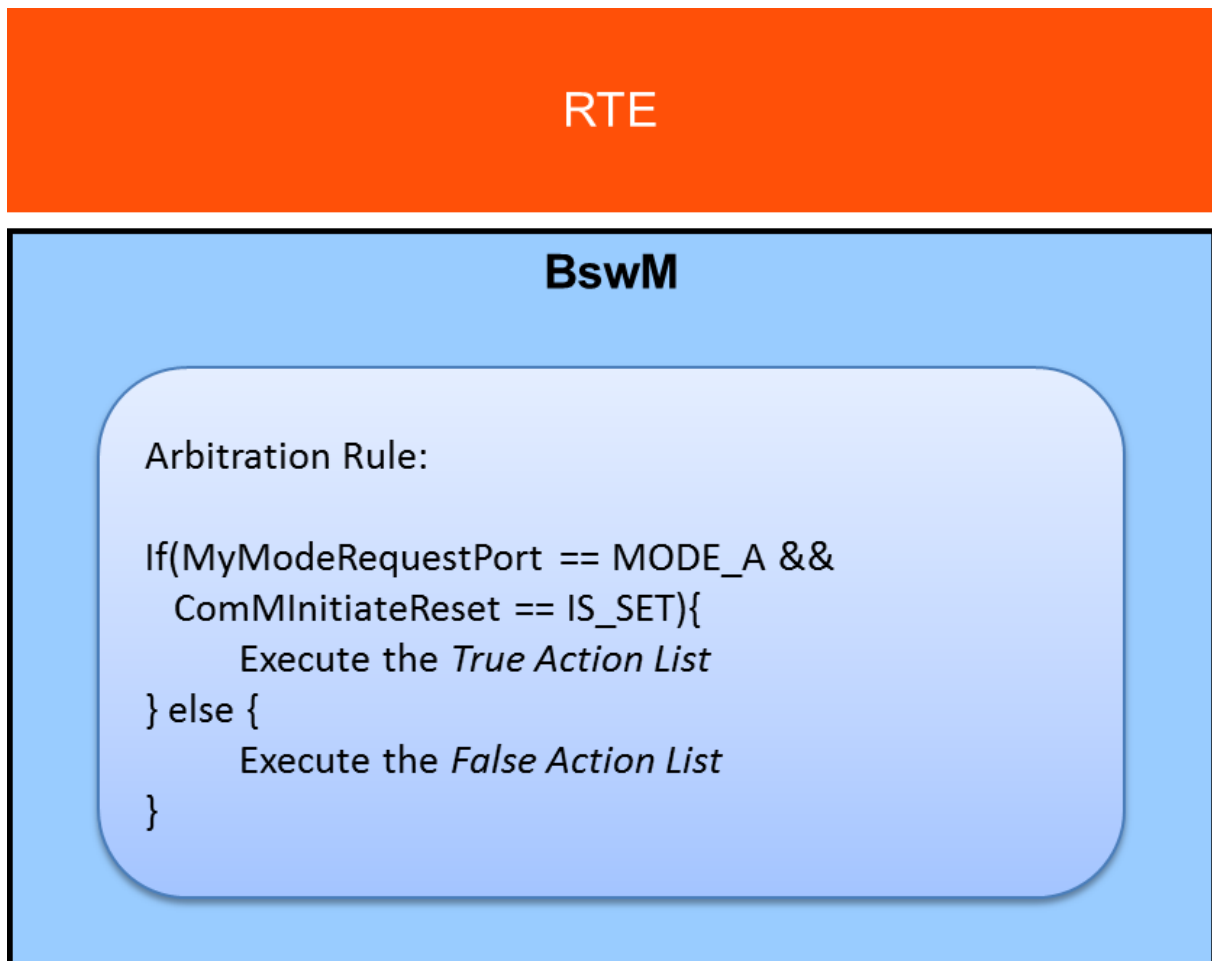 RTE
BswM
Arbitration Rule:
If(MyModeRequestPort == MODE_A &&
ComMInitiateReset == IS_SET){
Execute the True Action List
} else {
Execute the False Action List
}